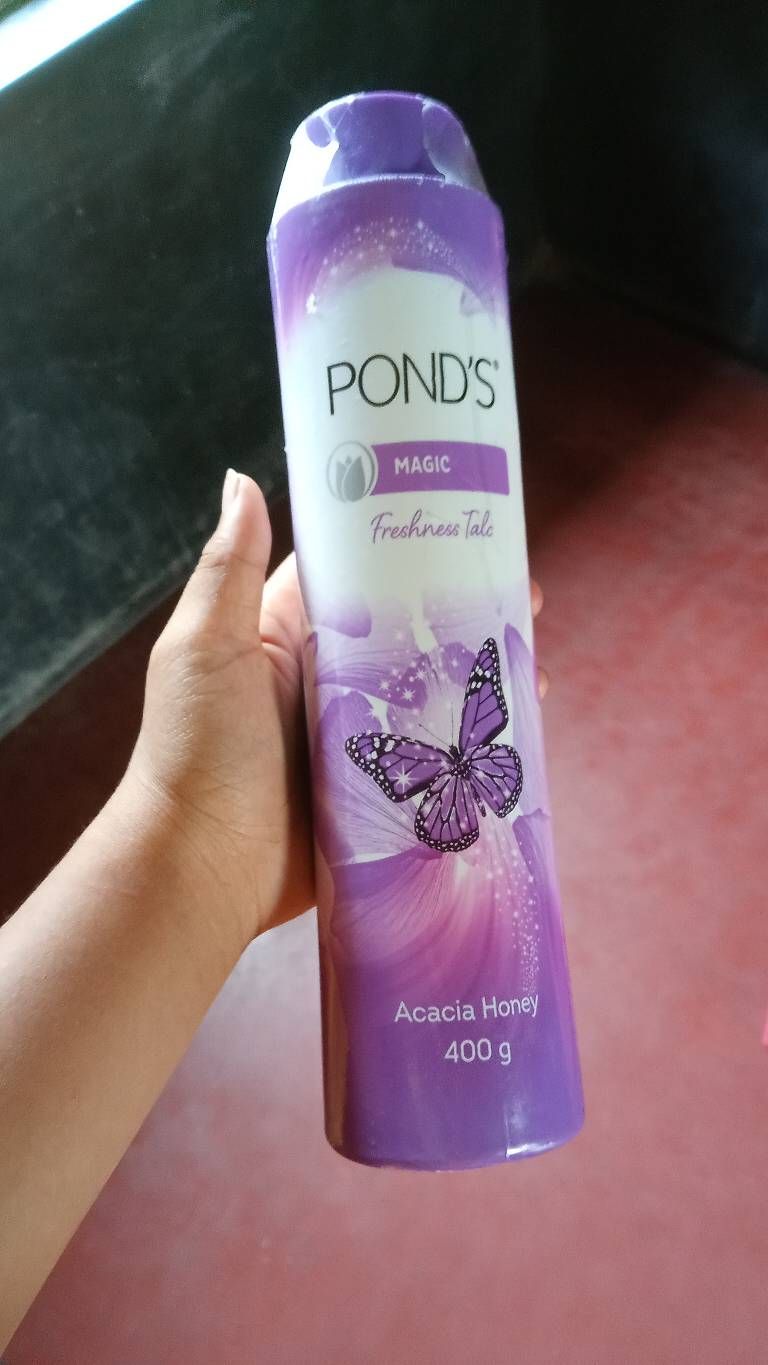 POND'S®
MAGIC
Freshness Talc
Acacia Honey
400 g